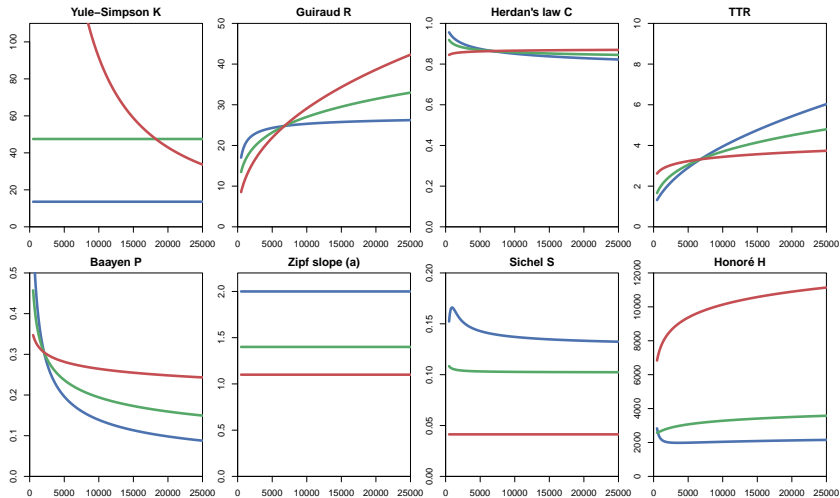 Yule−Simpson K
Guiraud R
Herdan's law C
TTR
100
80
60
40
20
0
0 5000 10000 15000 20000 25000
50
40
30
20
10
0
0 5000 10000 15000 20000 25000
1.0
0.8
0.6
0.4
0.2
0.0
0 5000 10000 15000 20000 25000
10
8
6
4
2
0
0 5000 10000 15000 20000 25000
Baayen P
Zipf slope (a)
Sichel S
Honoré H
0.5
0.4
0.3
0.2
0.1
0.0
0 5000 10000 15000 20000 25000
2.0
1.5
1.0
0.5
0.0
0 5000 10000 15000 20000 25000
0.20
0.15
0.10
0.05
0.00
0 5000 10000 15000 20000 25000
12000
10000
8000
6000
4000
2000
0
0 5000 10000 15000 20000 25000